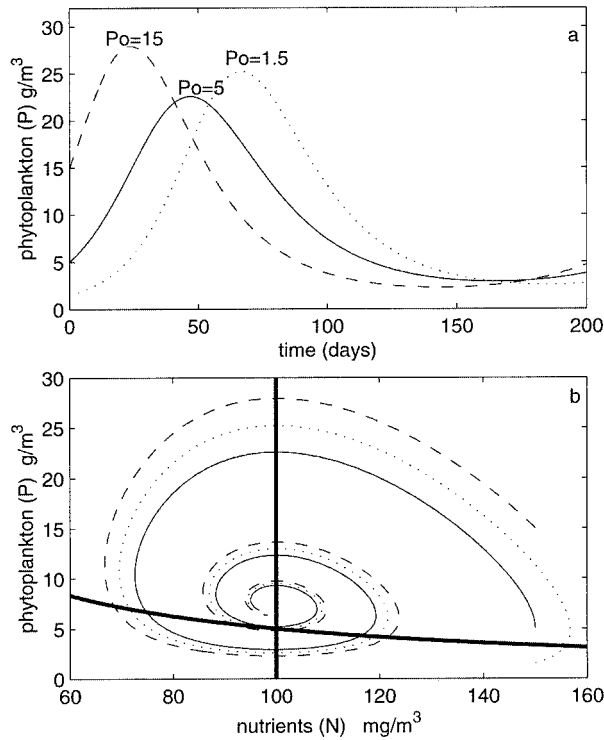 30
a
Po=15
25
Po=1.5
Po=5
20
15
10
5
0
phytoplankton (P) g/m³
0 50 100 150 200
time (days)
30
b
25
20
15
10
5
0
phytoplankton (P) g/m³
60 80 100 120 140 160
nutrients (N) mg/m³